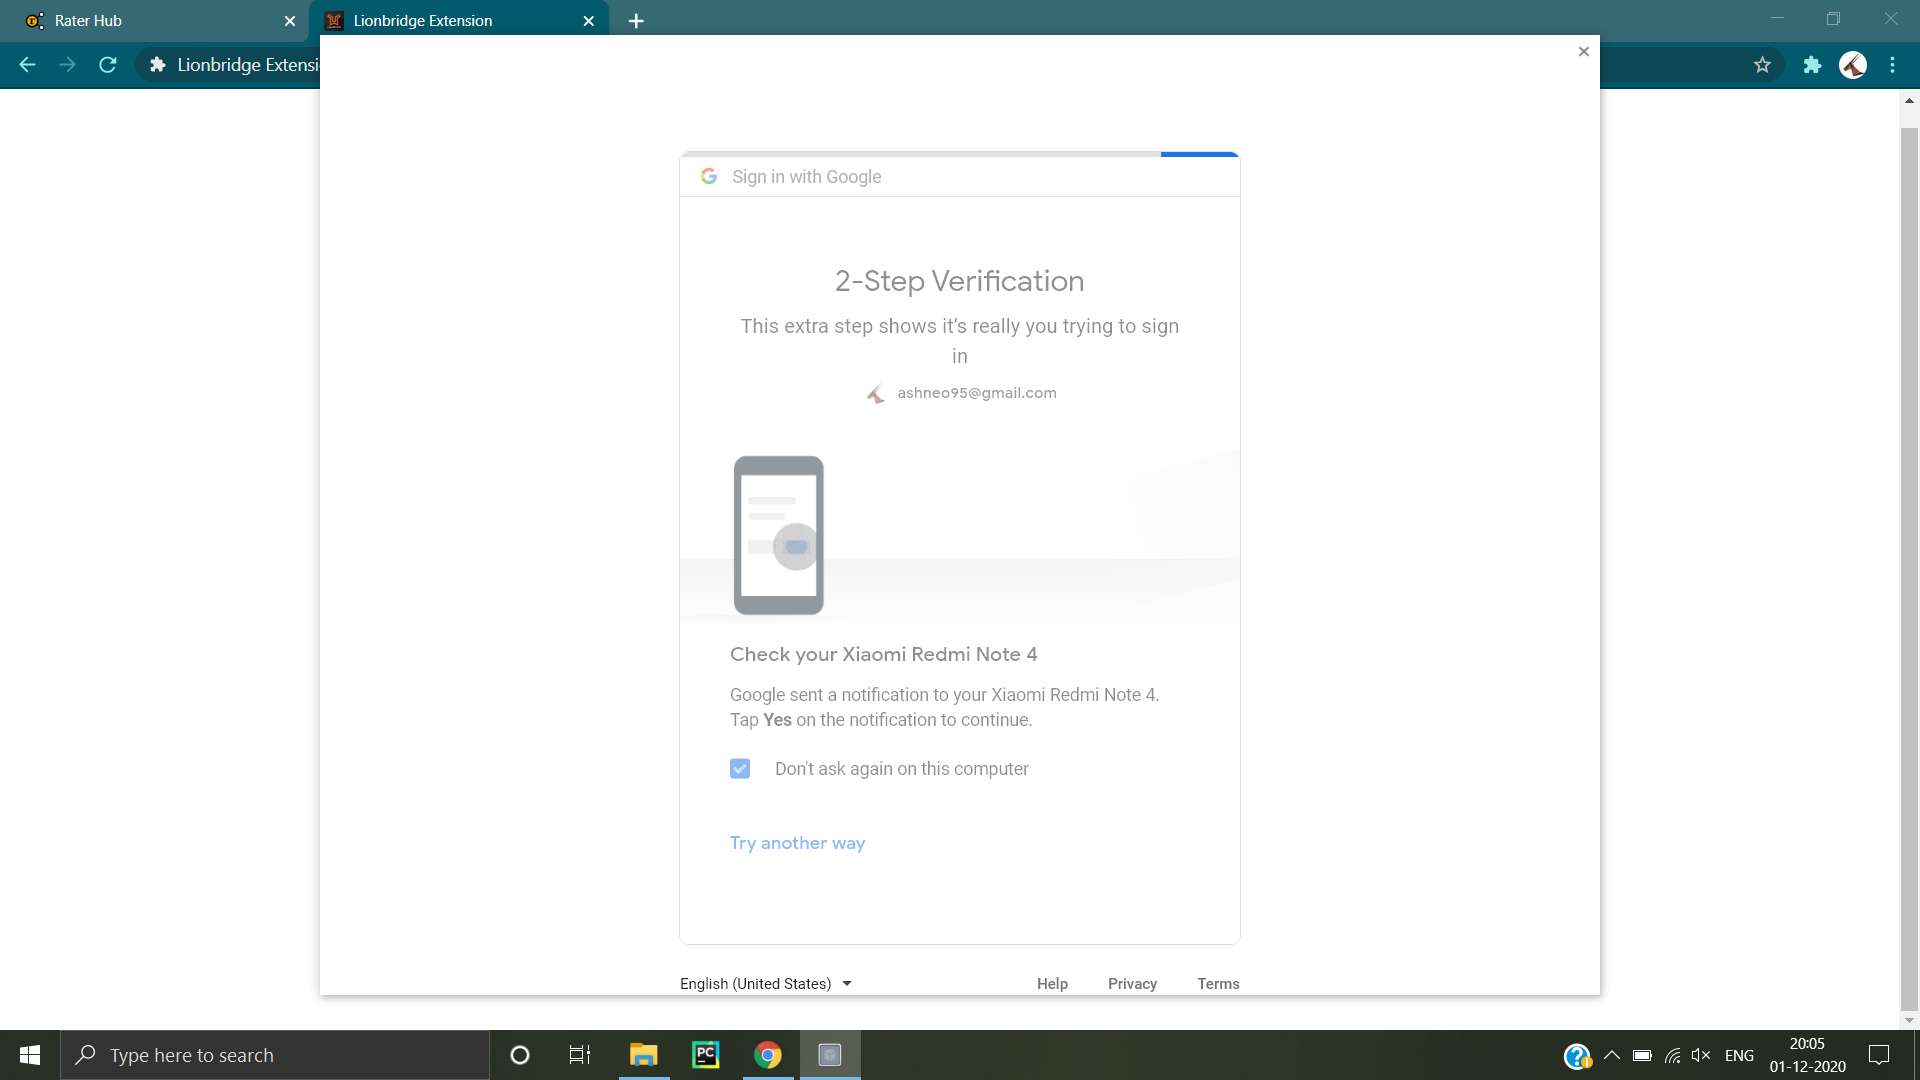 Rater Hub
Lionbridge Extension
Lionbridge Extensi
Sign in with Google
2-Step Verification
This extra step shows it's really you trying to sign
in
ashneo95@gmail.com
Check your Xiaomi Redmi Note 4
Google sent a notification to your Xiaomi Redmi Note 4.
Tap Yes on the notification to continue.
Don't ask again on this computer
Try another way
English (United States)
Help
Privacy
Terms
Type here to search
PC
ENG
20:05
01-12-2020